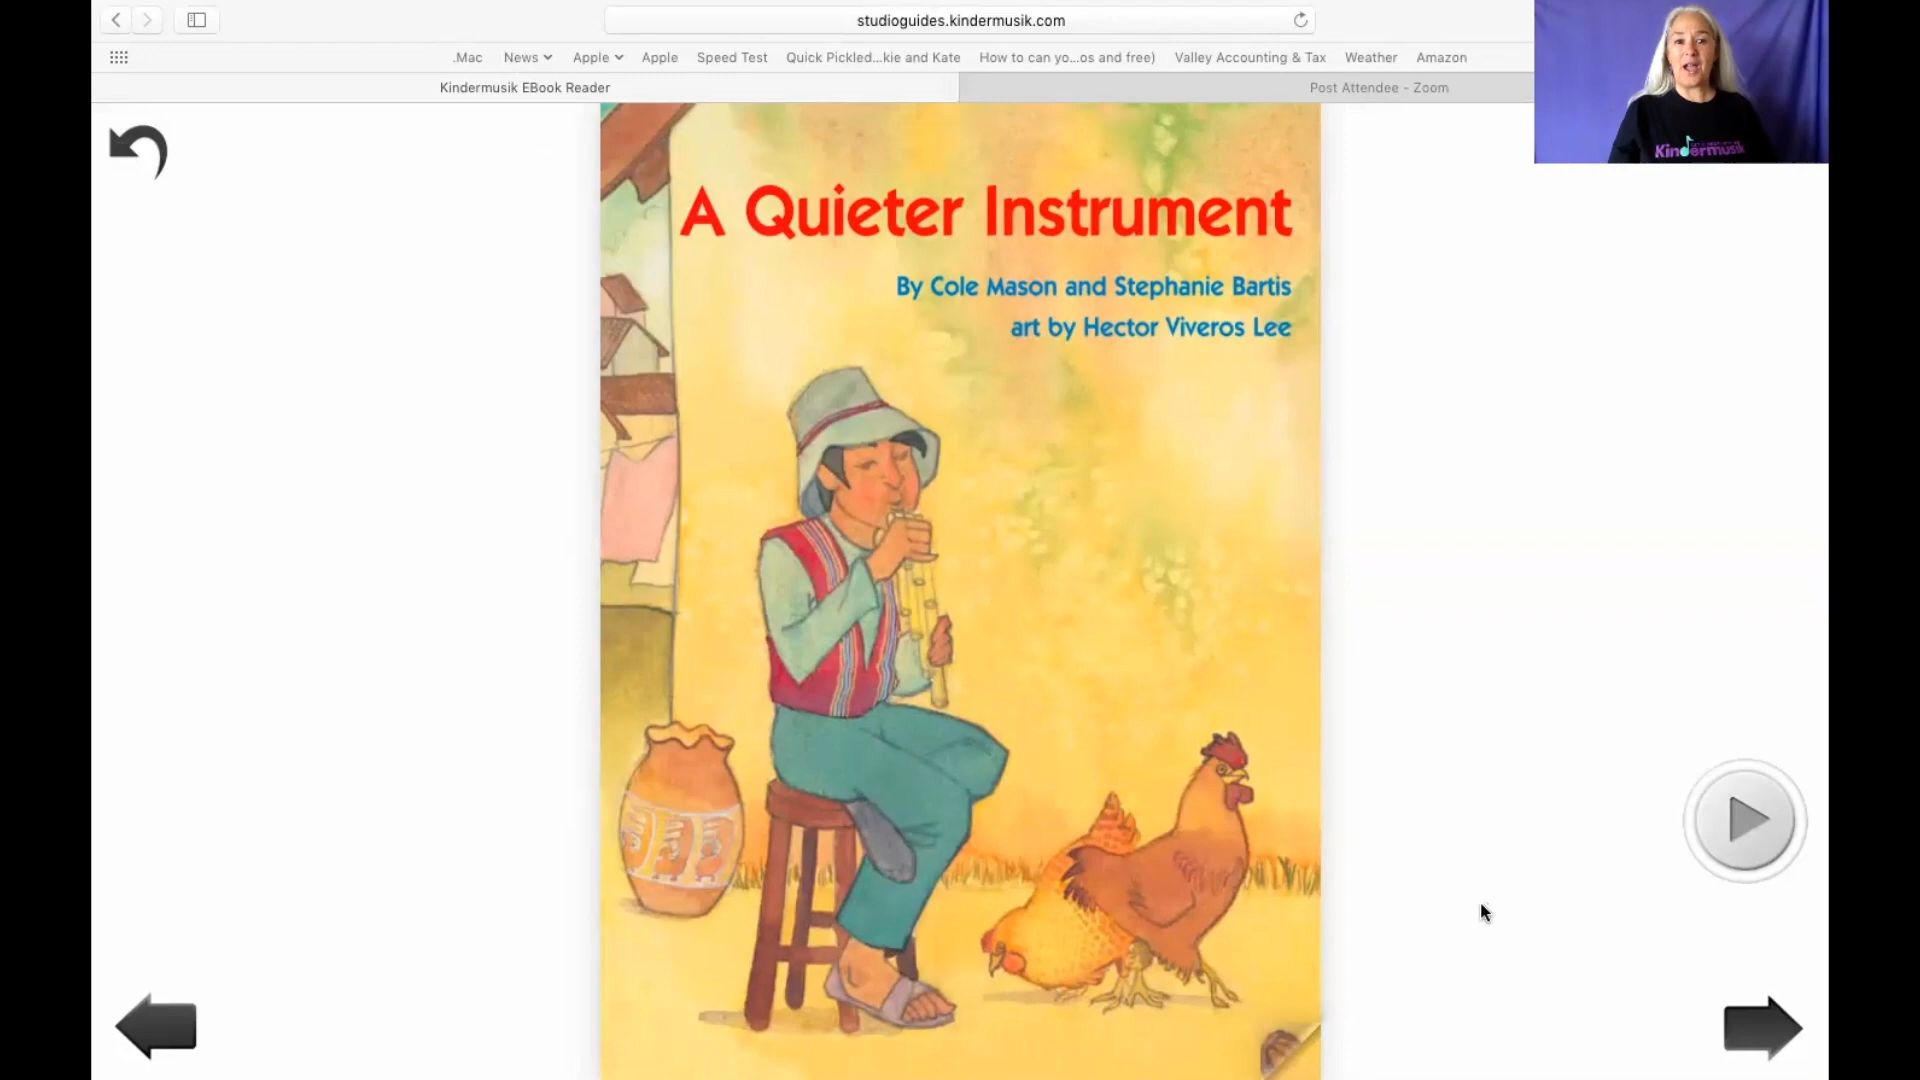 studioguides.kindermusik.com
.Mac News Apple Apple Speed Test Quick Pickled...kie and Kate How to can yo...os and free) Valley Accounting & Tax Weather Amazon
Kindermusik EBook Reader Post Attendee - Zoom
Kindermusik
A Quieter Instrument
By Cole Mason and Stephanie Bartis
art by Hector Viveros Lee